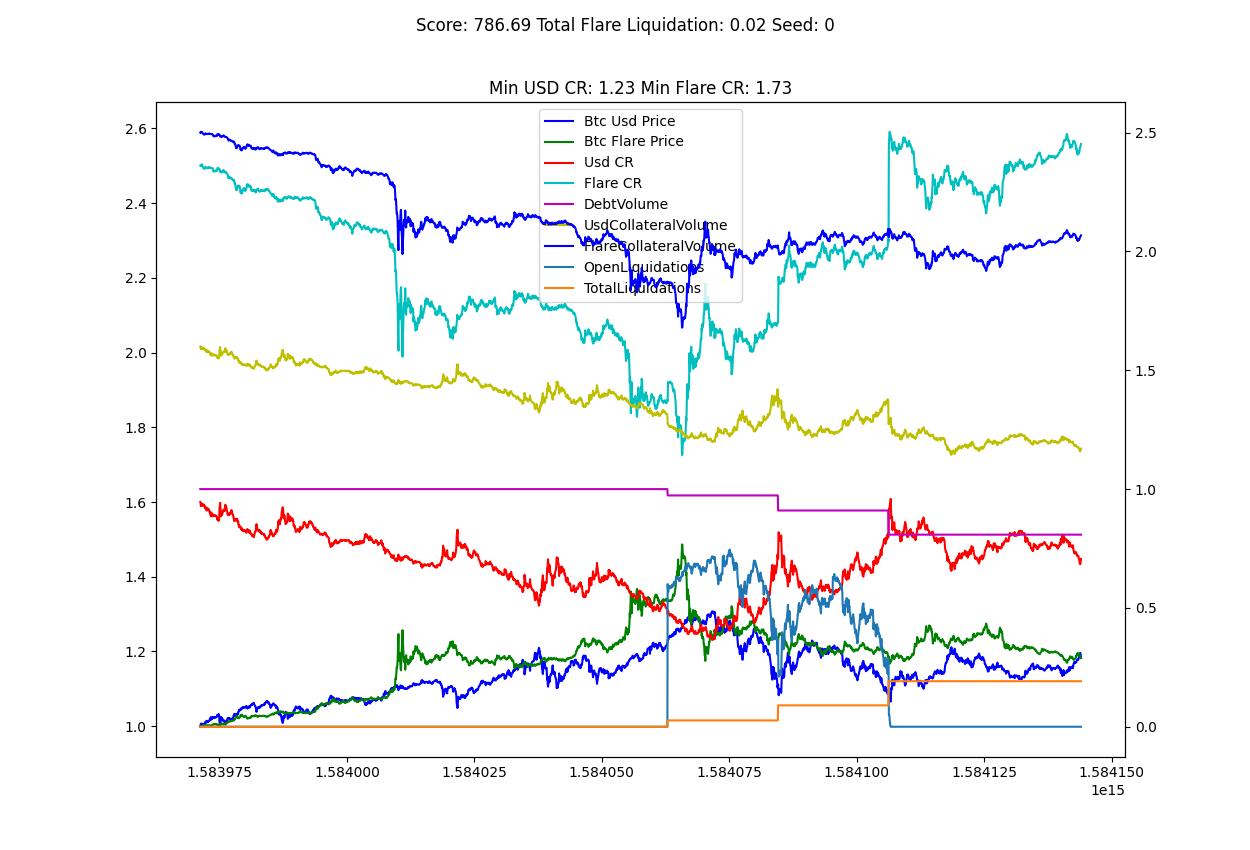 Score: 786.69 Total Flare Liquidation: 0.02 Seed: 0
Min USD CR: 1.23 Min Flare CR: 1.73
Btc Usd Price
Btc Flare Price
Usd CR
Flare CR
DebtVolume
UsdCollateralVolume
FlareCollateralVolume
OpenLiquidations
TotalLiquidations
2.6
2.4
2.2
2.0
1.8
1.6
1.4
1.2
1.0
2.5
2.0
1.5
1.0
0.5
0.0
1.583975 1.584000 1.584025 1.584050 1.584075 1.584100 1.584125 1.584150
1e15